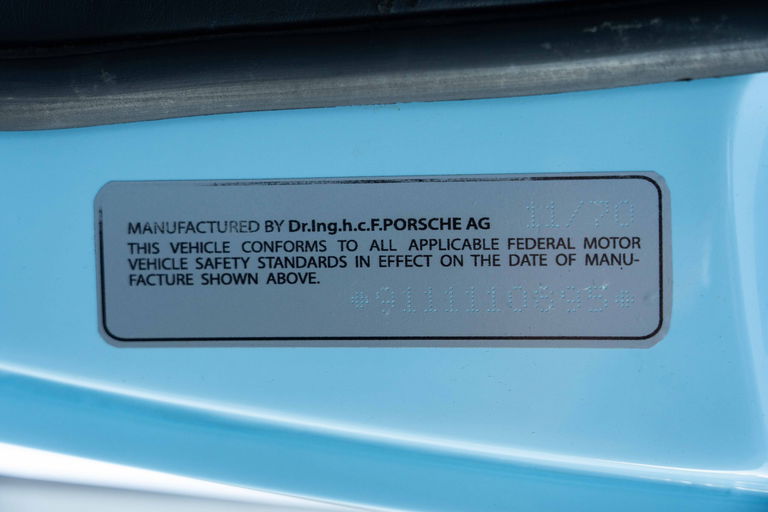 MANUFACTURED BY Dr.Ing.h.c.F.PORSCHE AG 11/70
THIS VEHICLE CONFORMS TO ALL APPLICABLE FEDERAL MOTOR
VEHICLE SAFETY STANDARDS IN EFFECT ON THE DATE OF MANU-
FACTURE SHOWN ABOVE.